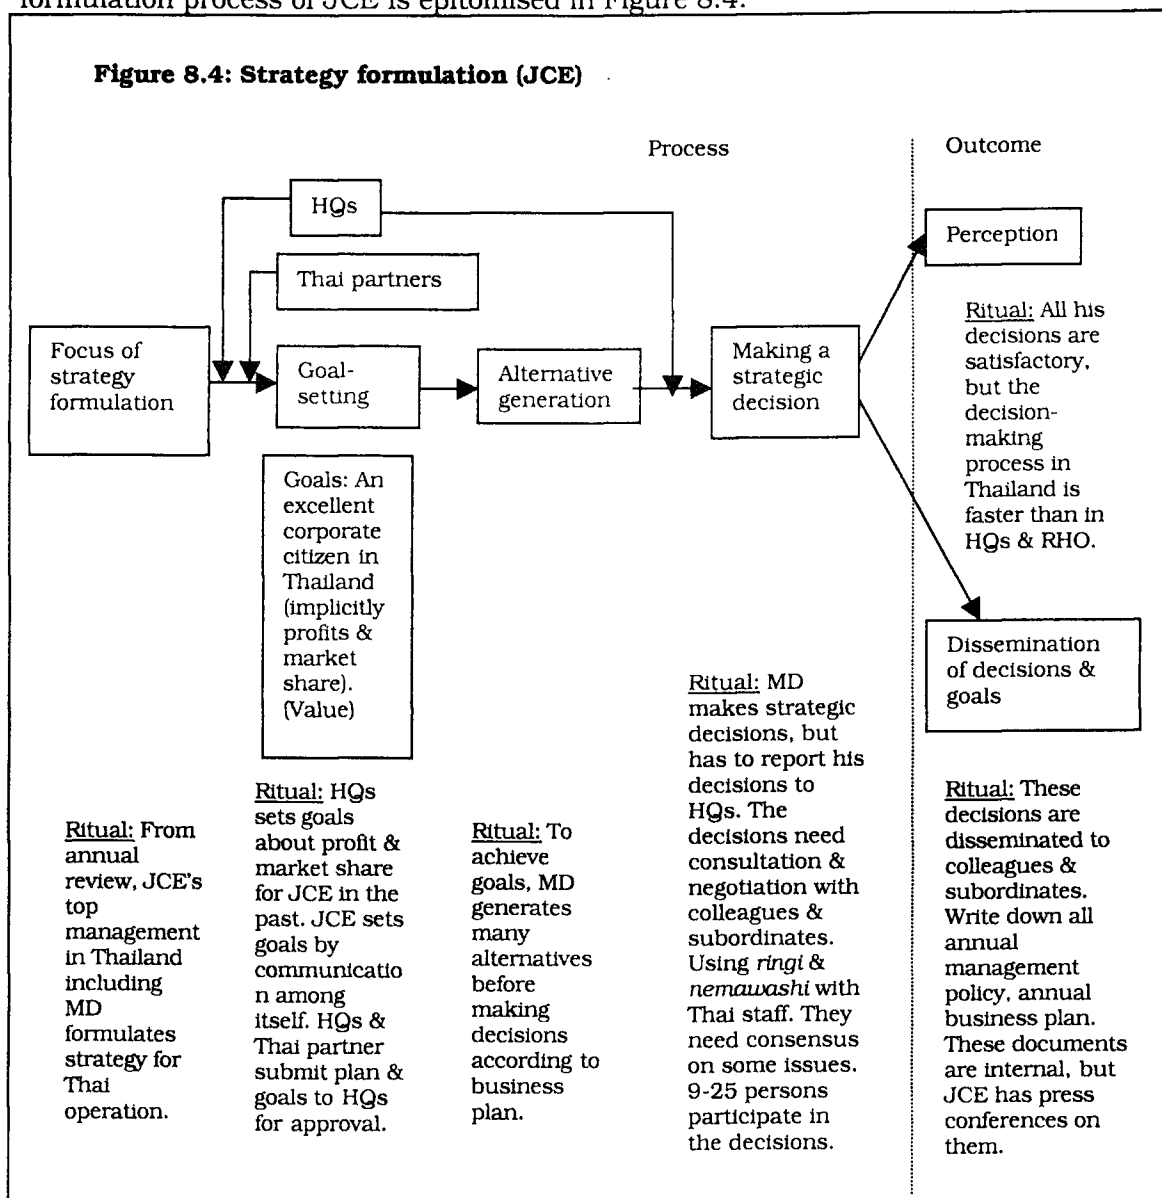 formulation process of JCE is epitomised in Figure 8.4.
Figure 8.4: Strategy formulation (JCE)
Process
Outcome
HQs
Perception
Thai partners
Focus of
strategy
formulation
Goal-
setting
Alternative
generation
Making a
strategic
decision
Ritual: All his
decisions are
satisfactory,
but the
decision-
making
process in
Thailand is
faster than in
HQs & RHO.
Goals: An
excellent
corporate
citizen in
Thailand
(implicitly
profits &
market
share).
(Value)
Dissemination
of decisions &
goals
Ritual: From
annual
review, JCE's
top
management
in Thailand
including
MD
formulates
strategy for
Thai
operation.
Ritual: HQs
sets goals
about profit &
market share
for JCE in the
past. JCE sets
goals by
communicatio
n among
itself. HQs &
Thai partner
submit plan &
goals to HQs
for approval.
Ritual: To
achieve
goals, MD
generates
many
alternatives
before
making
decisions
according to
business
plan.
Ritual: MD
makes strategic
decisions, but
has to report his
decisions to
HQs. The
decisions need
consultation &
negotiation with
colleagues &
subordinates.
Using ringi &
nemawashi with
Thai staff. They
need consensus
on some issues.
9-25 persons
participate in
the decisions.
Ritual: These
decisions are
disseminated to
colleagues &
subordinates.
Write down all
annual
management
policy, annual
business plan.
These documents
are internal, but
JCE has press
conferences on
them.